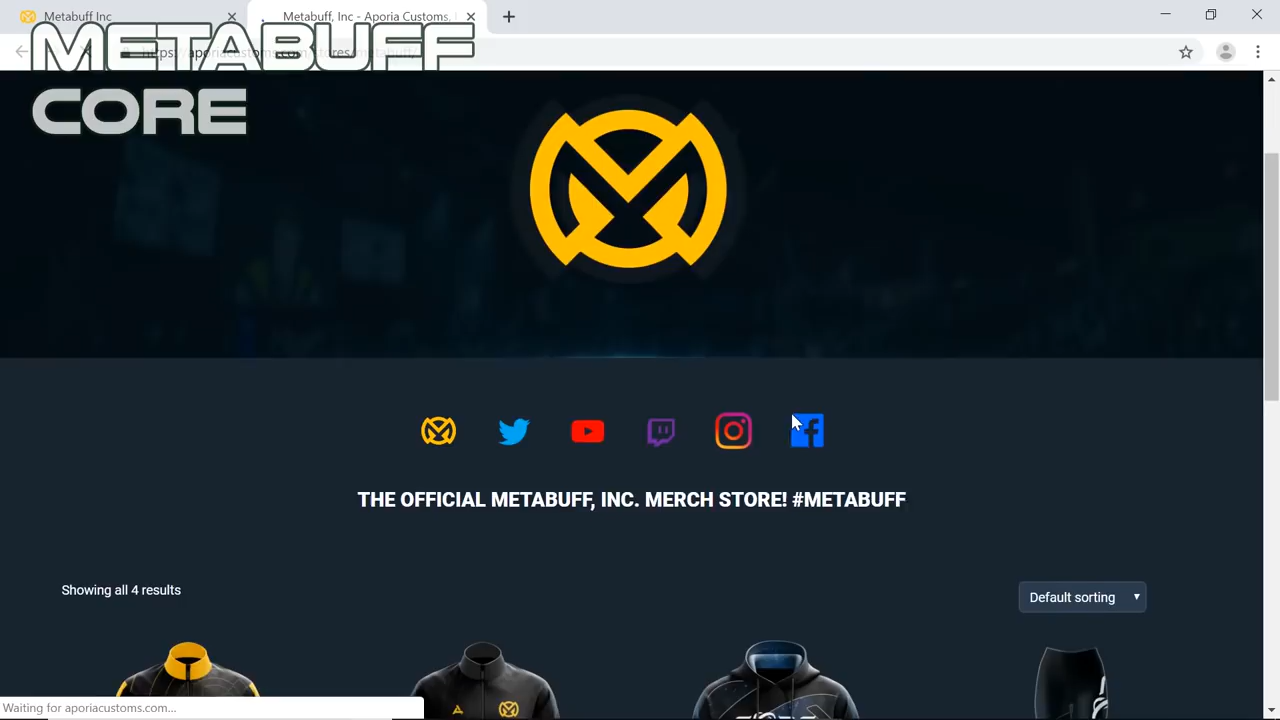 Metabuff Inc
Metabuff, Inc - Aporia Customs,
METABUFF
CORE
THE OFFICIAL METABUFF, INC. MERCH STORE! #METABUFF
Showing all 4 results
Default sorting
Waiting for aporiacustoms.com...